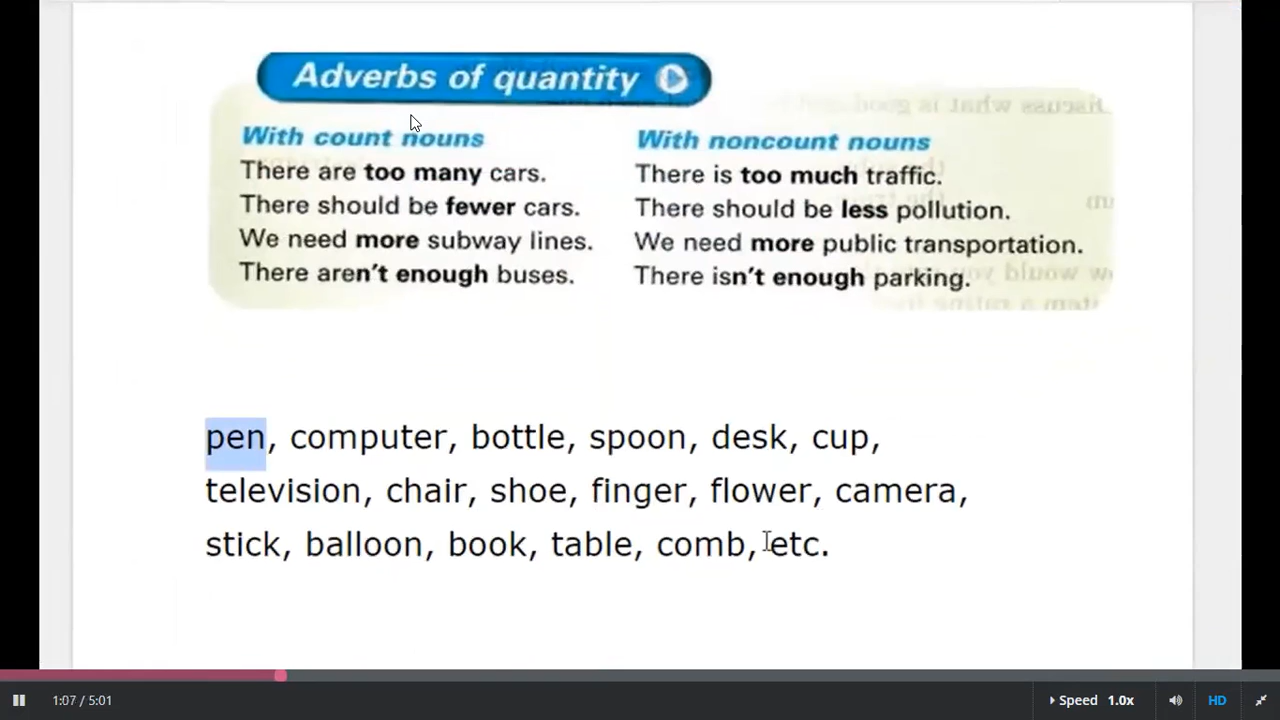 Adverbs of quantity
With count nouns
There are too many cars.
There should be fewer cars.
We need more subway lines.
There aren't enough buses.
With noncount nouns
There is too much traffic.
There should be less pollution.
We need more public transportation.
There isn't enough parking.
pen, computer, bottle, spoon, desk, cup,
television, chair, shoe, finger, flower, camera,
stick, balloon, book, table, comb, etc.
1:07 / 5:01
Speed 1.0x
HD